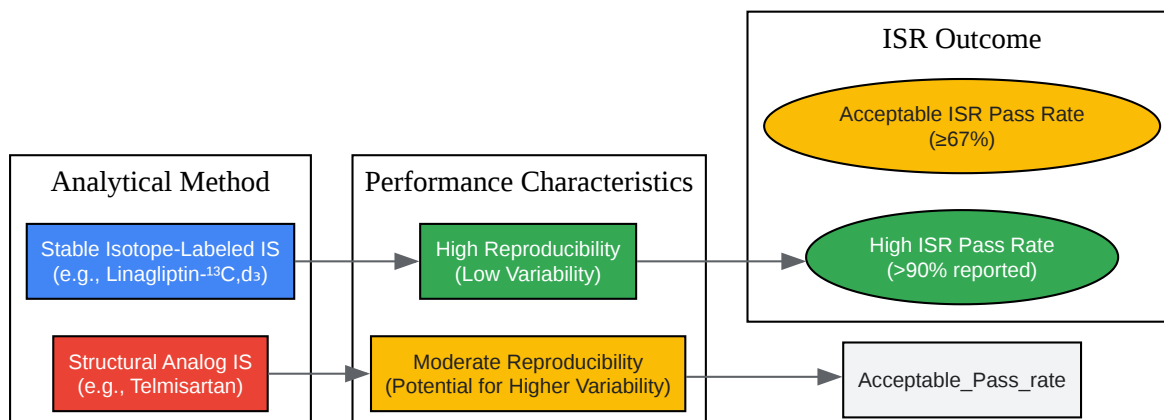 ISR Outcome
Acceptable ISR Pass Rate
(≥67%)
Analytical Method
Performance Characteristics
Stable Isotope-Labeled IS
(e.g., Linagliptin-¹³C,d₃)
High Reproducibility
(Low Variability)
High ISR Pass Rate
(>90% reported)
Structural Analog IS
(e.g., Telmisartan)
Moderate Reproducibility
(Potential for Higher Variability)
Acceptable_Pass_rate